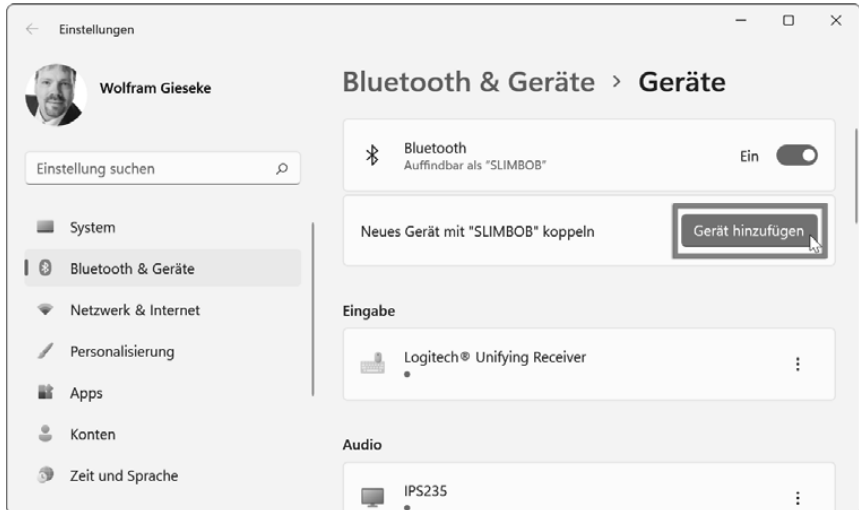 Einstellungen
Wolfram Gieseke
Einstellung suchen
System
Bluetooth & Geräte
Netzwerk & Internet
Personalisierung
Apps
Konten
Zeit und Sprache
Bluetooth & Geräte > Geräte
Bluetooth
Auffindbar als "SLIMBOB"
Ein
Neues Gerät mit "SLIMBOB" koppeln
Gerät hinzufügen
Eingabe
Logitech® Unifying Receiver
Audio
IPS235